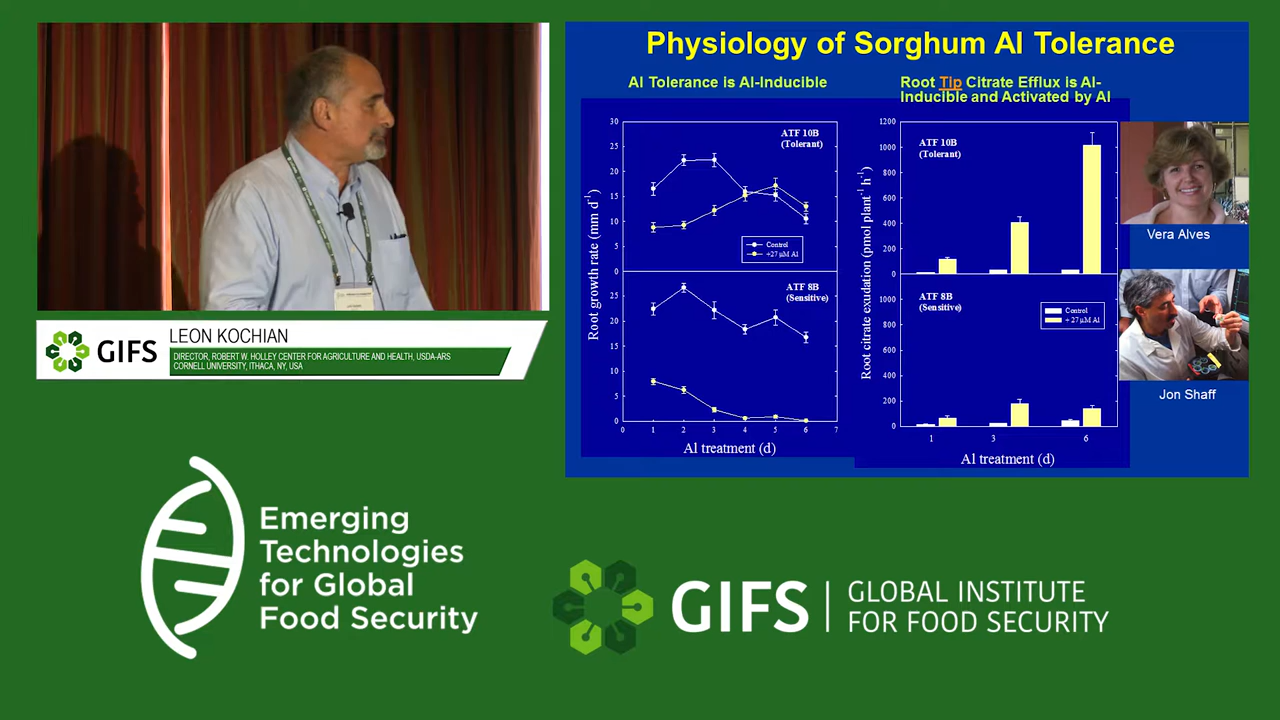 Physiology of Sorghum Al Tolerance
Al Tolerance is Al-Inducible
Root Tip Citrate Efflux is Al-
Inducible and Activated by Al
Root growth rate (mm d⁻¹)
30
25
20
15
10
5
0
ATF 10B
(Tolerant)
Control
+27 µM Al
25
20
15
10
5
0
ATF 8B
(Sensitive)
0 1 2 3 4 5 6 7
Al treatment (d)
Root citrate exudation (pmol plant⁻¹ h⁻¹)
1200
1000
800
600
400
200
0
ATF 10B
(Tolerant)
1000
800
600
400
200
0
ATF 8B
(Sensitive)
Control
+ 27 µM Al
1 3 6
Al treatment (d)
Vera Alves
Jon Shaff
GIFS
LEON KOCHIAN
DIRECTOR, ROBERT W. HOLLEY CENTER FOR AGRICULTURE AND HEALTH, USDA-ARS
CORNELL UNIVERSITY, ITHACA, NY, USA
Emerging
Technologies
for Global
Food Security
GIFS
GLOBAL INSTITUTE
FOR FOOD SECURITY